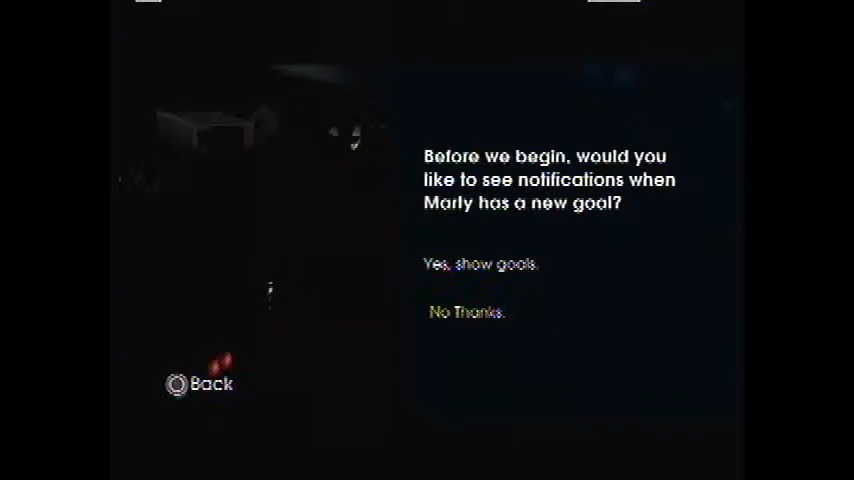 Before we begin, would you
like to see notifications when
Marty has a new goal?
Yes, show goals.
No Thanks.
Back